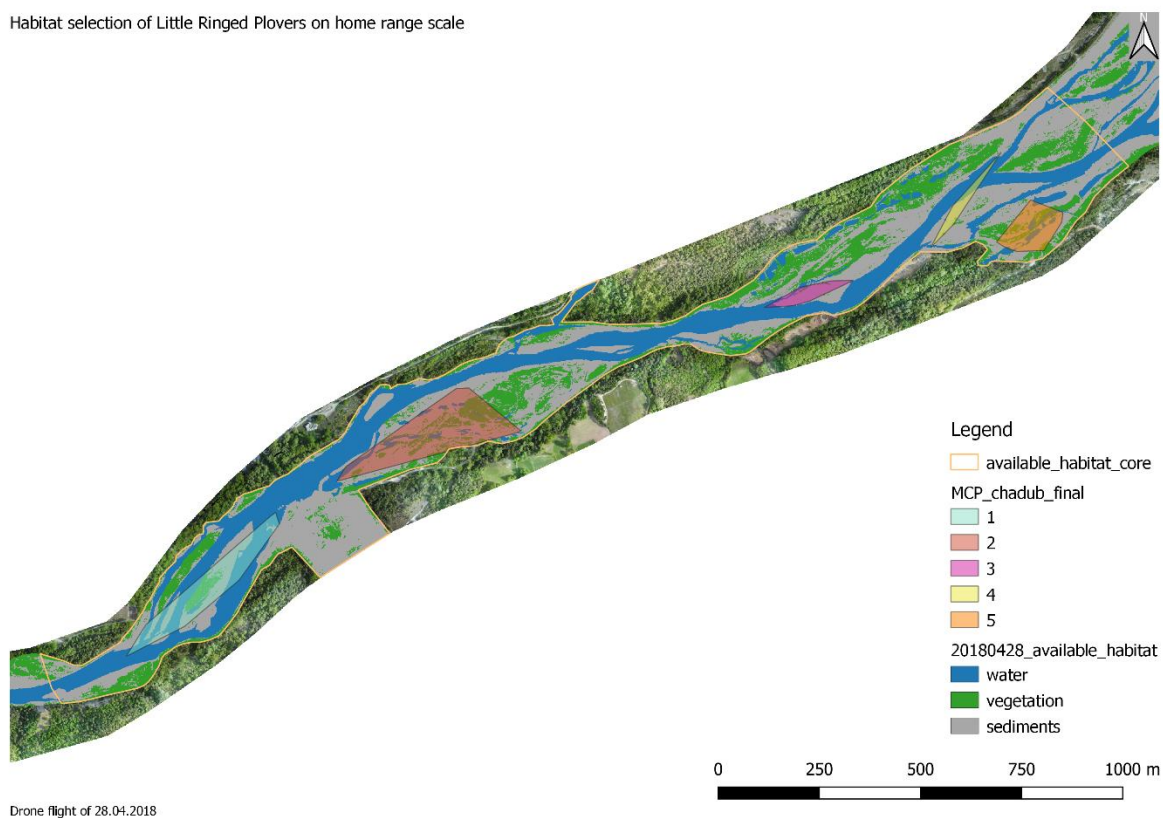 Habitat selection of Little Ringed Plovers on home range scale
N
Legend
available_habitat_core
MCP_chadub_final
1
2
3
4
5
20180428_available_habitat
water
vegetation
sediments
0 250 500 750 1000 m
Drone flight of 28.04.2018